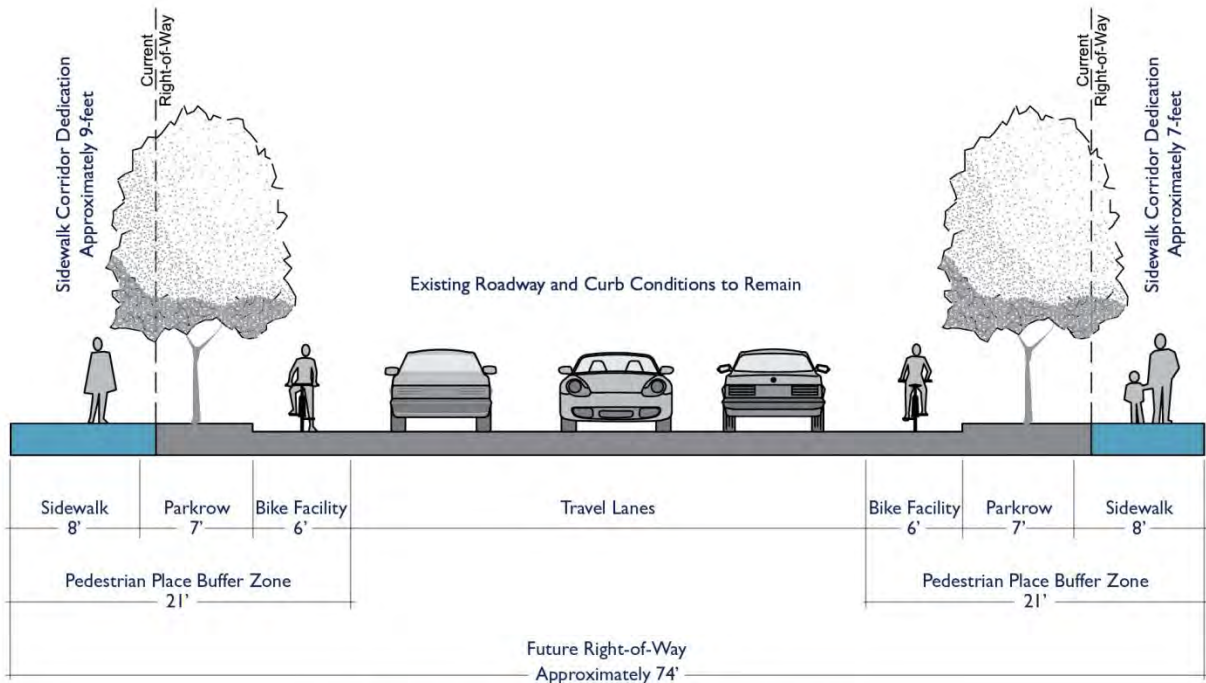 Sidewalk Corridor Dedication
Approximately 9-feet
Current
Right-of-Way
Current
Right-of-Way
Sidewalk Corridor Dedication
Approximately 7-feet
Existing Roadway and Curb Conditions to Remain
Sidewalk
8'
Parkrow
7'
Bike Facility
6'
Travel Lanes
Bike Facility
6'
Parkrow
7'
Sidewalk
8'
Pedestrian Place Buffer Zone
21'
Pedestrian Place Buffer Zone
21'
Future Right-of-Way
Approximately 74'